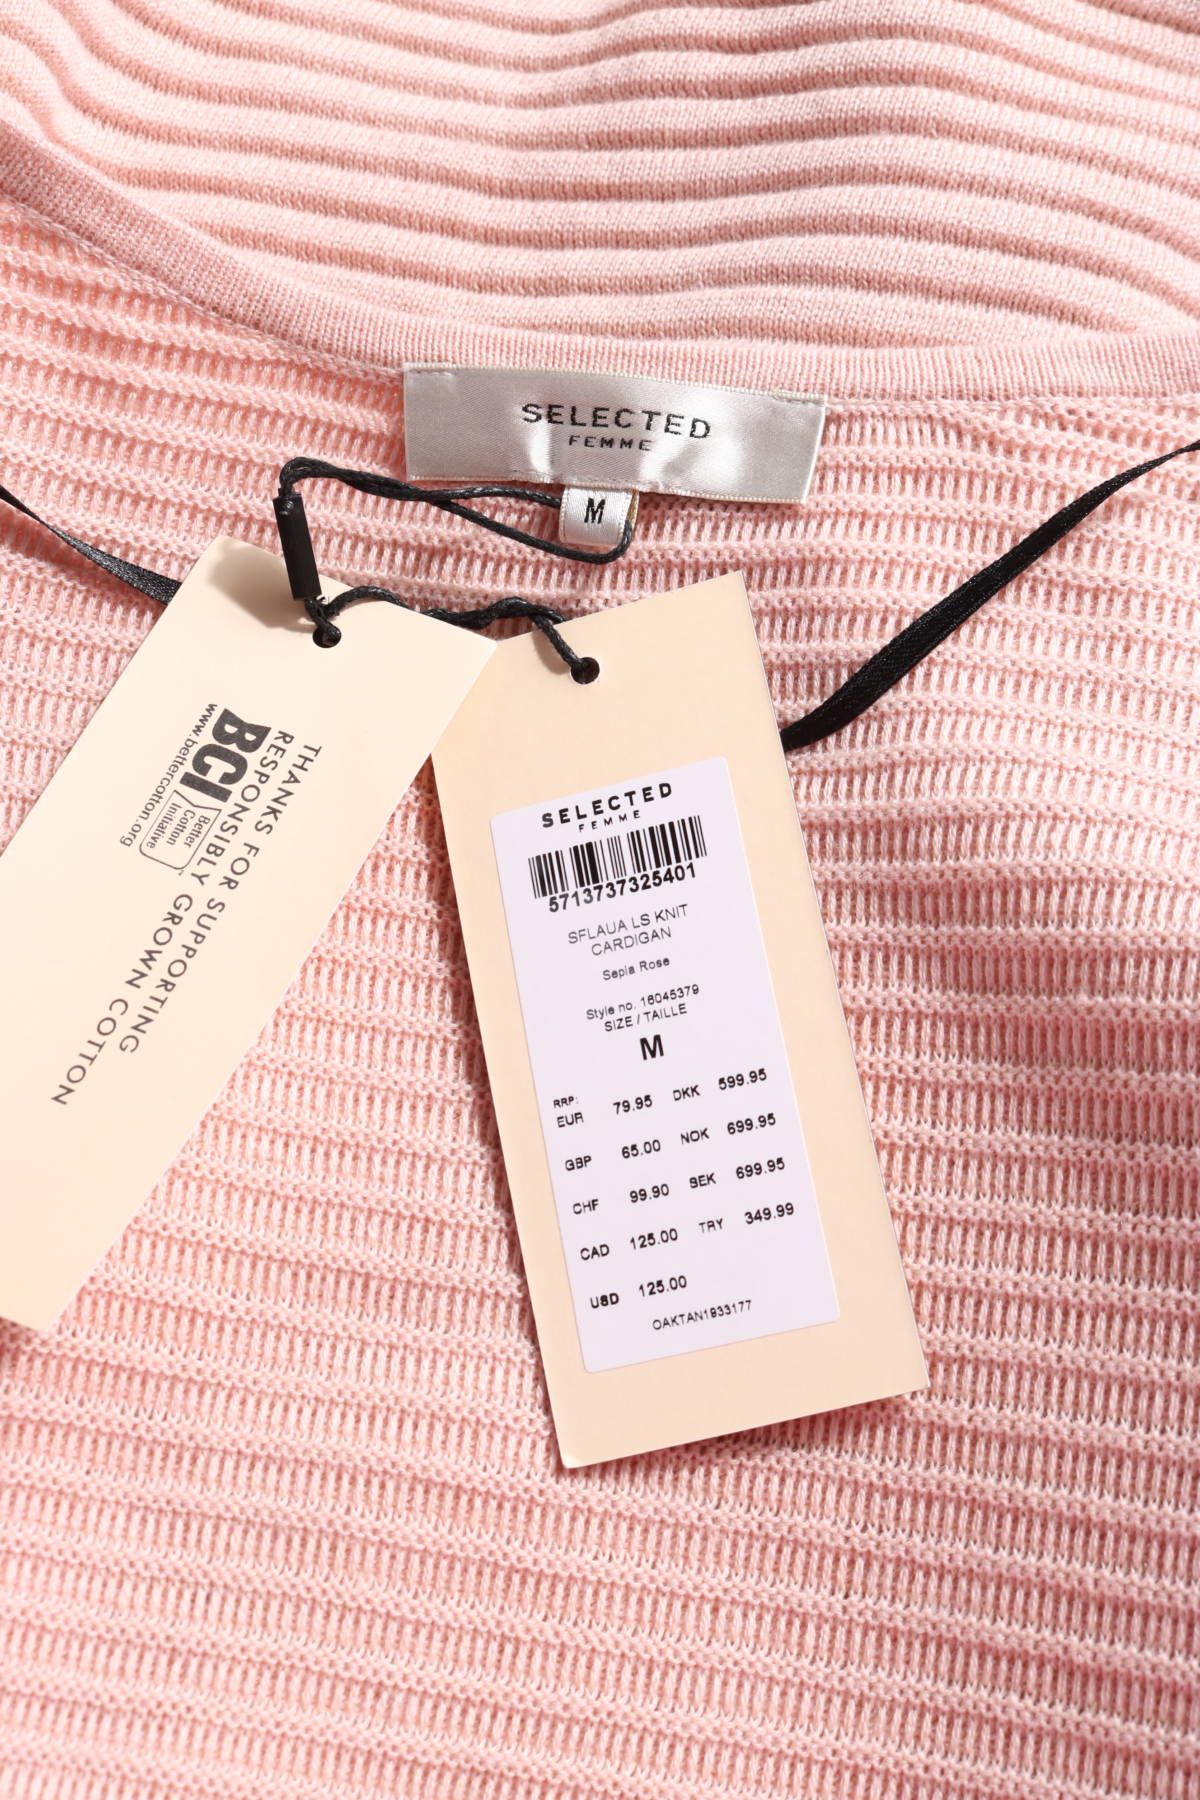 SELECTED
FEMME
M
THANKS FOR SUPPORTING
RESPONSIBLY GROWN COTTON
BCI
Better
Cotton
Initiative
www.bettercotton.org
SELECTED
FEMME
5713737325401
SFLAUA LS KNIT
CARDIGAN
Sepia Rose
Style no. 16045379
SIZE / TAILLE
M
RRP:
EUR 79.95 DKK 599.95
GBP 65.00 NOK 699.95
CHF 99.90 SEK 699.95
CAD 125.00 TRY 349.99
USD 125.00
OAKTAN1933177